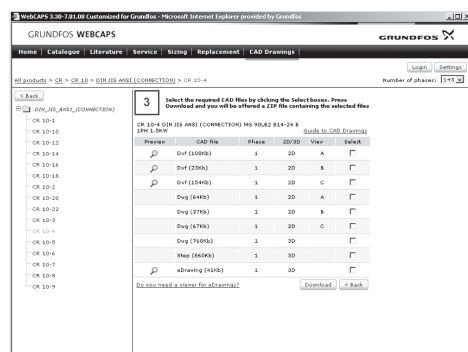 WebCAPS 3.30-7.81.08 Customized for Grundfos - Microsoft Internet Explorer provided by Grundfos
GRUNDFOS WEBCAPS
GRUNDFOS
Home Catalogue Literature Service Sizing Replacement CAD Drawings
Login Settings
All products > CR > CR 10 > DIN JIS ANSI (CONNECTION) > CR 10-4
Number of phases: 1+3
< Back
DIN_JIS_ANSI_(CONNECTION)
CR 10-1
CR 10-10
CR 10-12
CR 10-14
CR 10-16
CR 10-18
CR 10-2
CR 10-20
CR 10-22
CR 10-3
CR 10-4
CR 10-5
CR 10-6
CR 10-7
CR 10-8
CR 10-9
3
Select the required CAD files by clicking the Select boxes. Press
Download and you will be offered a ZIP file containing the selected files
CR 10-4 DIN JIS ANSI (CONNECTION) MG 90LB2 B14-24 B
1PH 1.5KW
Guide to CAD Drawings
Preview CAD file Phase 2D/3D View Select
Dxf (109Kb) 1 2D A
Dxf (23Kb) 1 2D B
Dxf (154Kb) 1 2D C
Dwg (64Kb) 1 2D A
Dwg (37Kb) 1 2D B
Dwg (67Kb) 1 2D C
Dwg (768Kb) 1 3D
Step (860Kb) 1 3D
eDrawing (41Kb) 1 3D
Do you need a viewer for eDrawings?
Download < Back